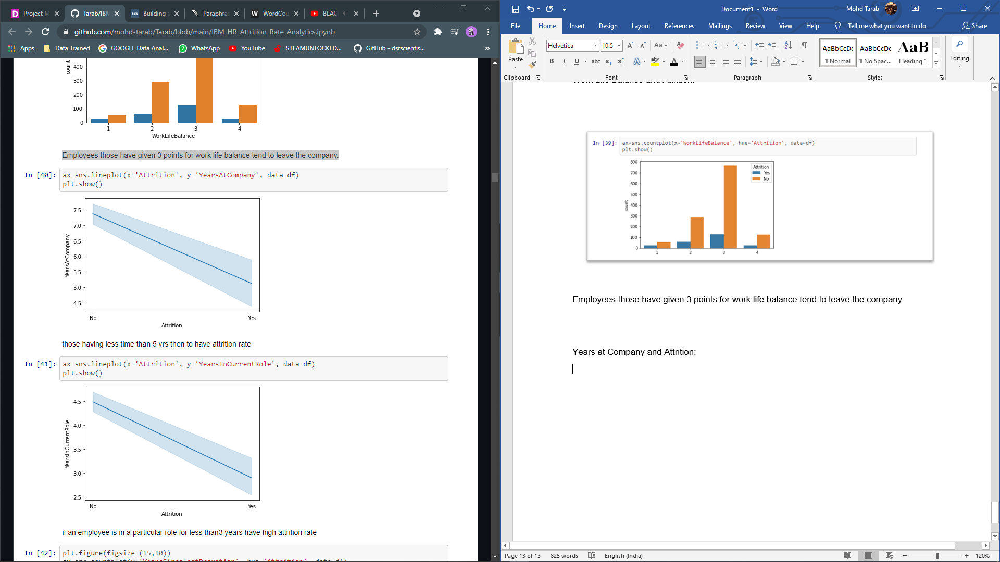 Project M
Tarab/IBM
Building a
Paraphras
WordCou
BLAC
github.com/mohd-tarab/Tarab/blob/main/IBM_HR_Attrition_Rate_Analytics.ipynb
Apps
Data Trained
GOOGLE Data Anal...
WhatsApp
YouTube
STEAMUNLOCKED...
GitHub - dsrscientis...
»
count
400
300
200
100
0
1 2 3 4
WorkLifeBalance
Employees those have given 3 points for work life balance tend to leave the company.
In [40]: ax=sns.lineplot(x='Attrition', y='YearsAtCompany', data=df)
plt.show()
YearsAtCompany
7.5
7.0
6.5
6.0
5.5
5.0
4.5
No Yes
Attrition
those having less time than 5 yrs then to have attrition rate
In [41]: ax=sns.lineplot(x='Attrition', y='YearsInCurrentRole', data=df)
plt.show()
YearsInCurrentRole
4.5
4.0
3.5
3.0
2.5
No Yes
Attrition
if an employee is in a particular role for less than3 years have high attrition rate
In [42]: plt.figure(figsize=(15,10))
Document1 - Word
Mohd Tarab
File Home Insert Design Layout References Mailings Review View Help Tell me what you want to do Share
Paste
Clipboard
Helvetica 10.5
Font
Paragraph
AaBbCcDc AaBbCcDc AaB
¶ Normal ¶ No Spac... Heading 1
Styles
Editing
Work Life Balance and Attrition:
In [39]: ax=sns.countplot(x='WorkLifeBalance', hue='Attrition', data=df)
plt.show()
count
800
700
600
500
400
300
200
100
0
1 2 3 4
Attrition
Yes
No
Employees those have given 3 points for work life balance tend to leave the company.
Years at Company and Attrition:
Page 13 of 13 825 words English (India) 120%